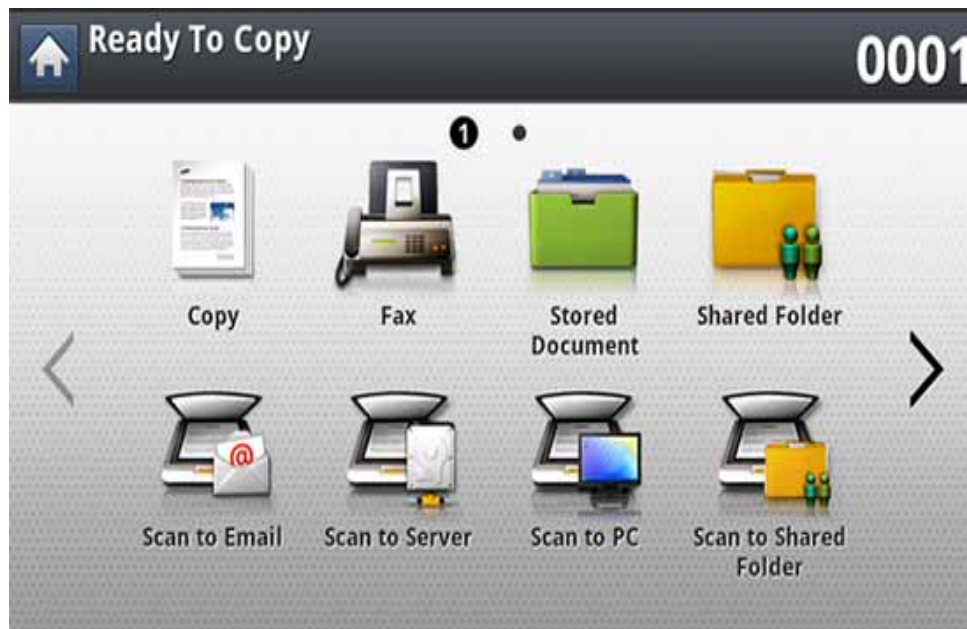 Ready To Copy
0001
1
Copy
Fax
Stored
Document
Shared Folder
@
Scan to Email
Scan to Server
Scan to PC
Scan to Shared
Folder